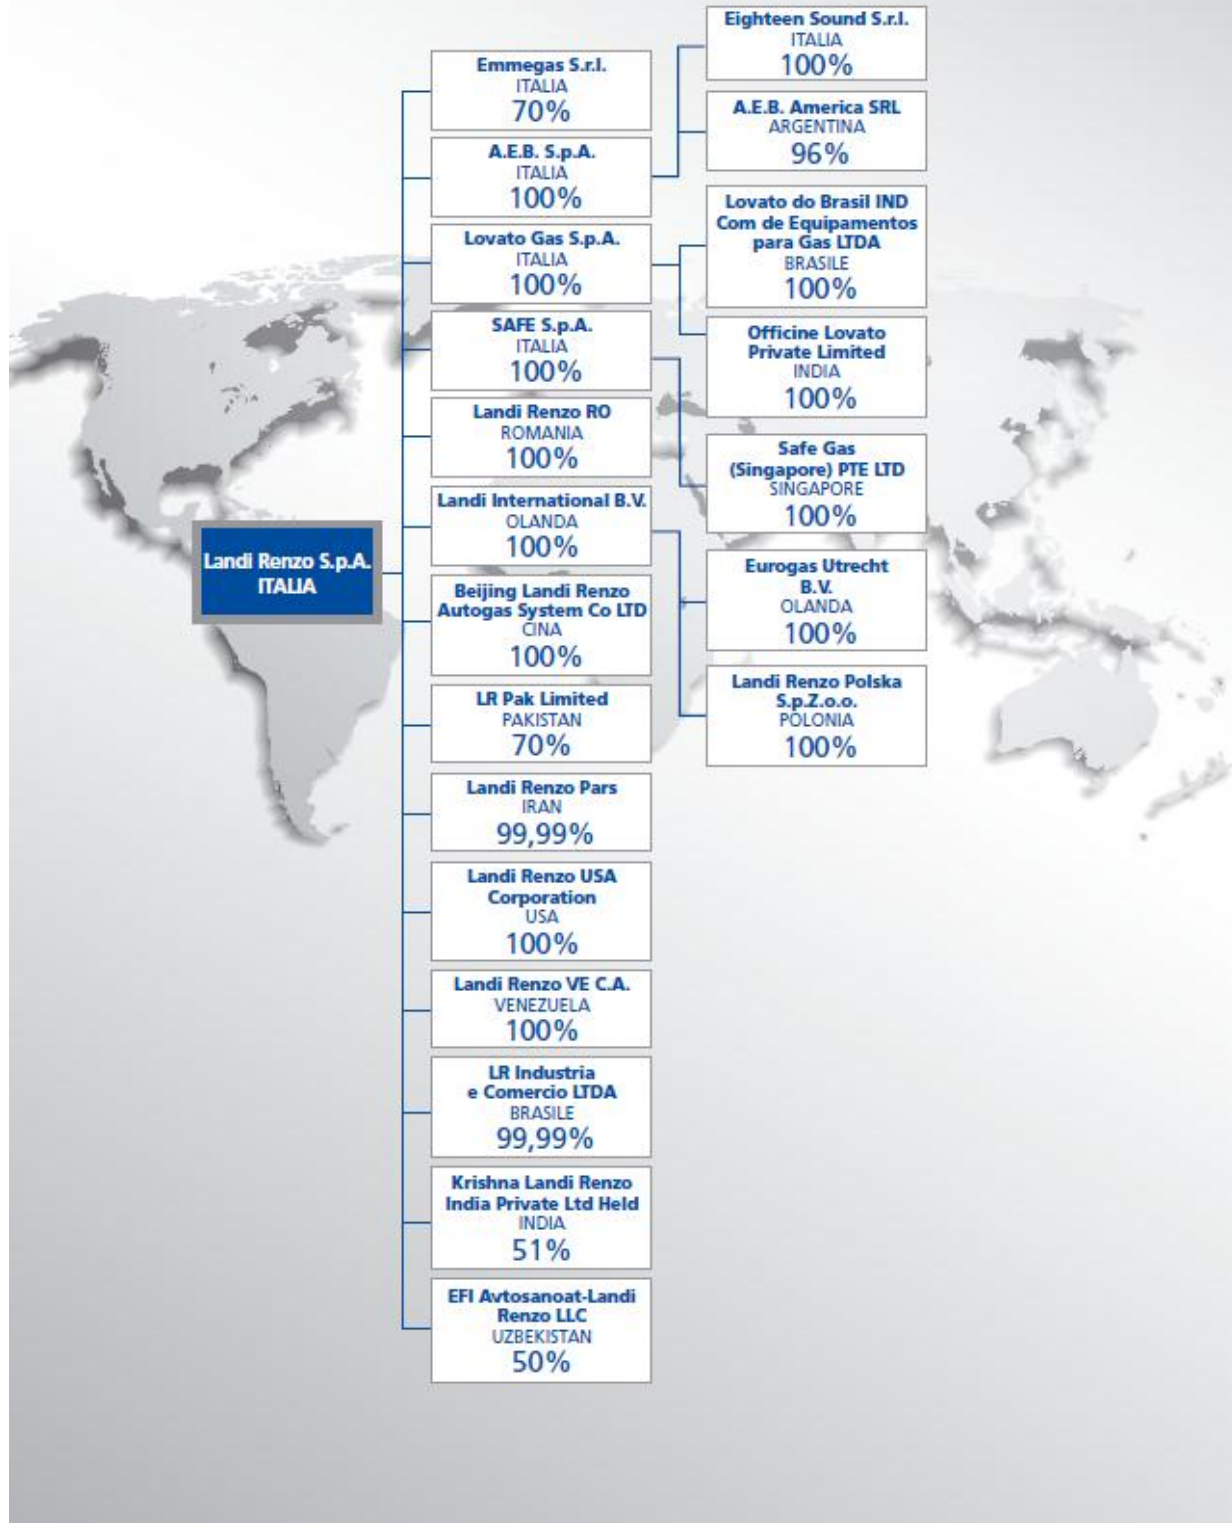 Landi Renzo S.p.A.
ITALIA
Emmegas S.r.l.
ITALIA
70%
A.E.B. S.p.A.
ITALIA
100%
Lovato Gas S.p.A.
ITALIA
100%
SAFE S.p.A.
ITALIA
100%
Landi Renzo RO
ROMANIA
100%
Landi International B.V.
OLANDA
100%
Beijing Landi Renzo
Autogas System Co LTD
CINA
100%
LR Pak Limited
PAKISTAN
70%
Landi Renzo Pars
IRAN
99,99%
Landi Renzo USA
Corporation
USA
100%
Landi Renzo VE C.A.
VENEZUELA
100%
LR Industria
e Comercio LTDA
BRASILE
99,99%
Krishna Landi Renzo
India Private Ltd Held
INDIA
51%
EFI Avtosanoat-Landi
Renzo LLC
UZBEKISTAN
50%
Eighteen Sound S.r.l.
ITALIA
100%
A.E.B. America SRL
ARGENTINA
96%
Lovato do Brasil IND
Com de Equipamentos
para Gas LTDA
BRASILE
100%
Officine Lovato
Private Limited
INDIA
100%
Safe Gas
(Singapore) PTE LTD
SINGAPORE
100%
Eurogas Utrecht
B.V.
OLANDA
100%
Landi Renzo Polska
S.p.Z.o.o.
POLONIA
100%